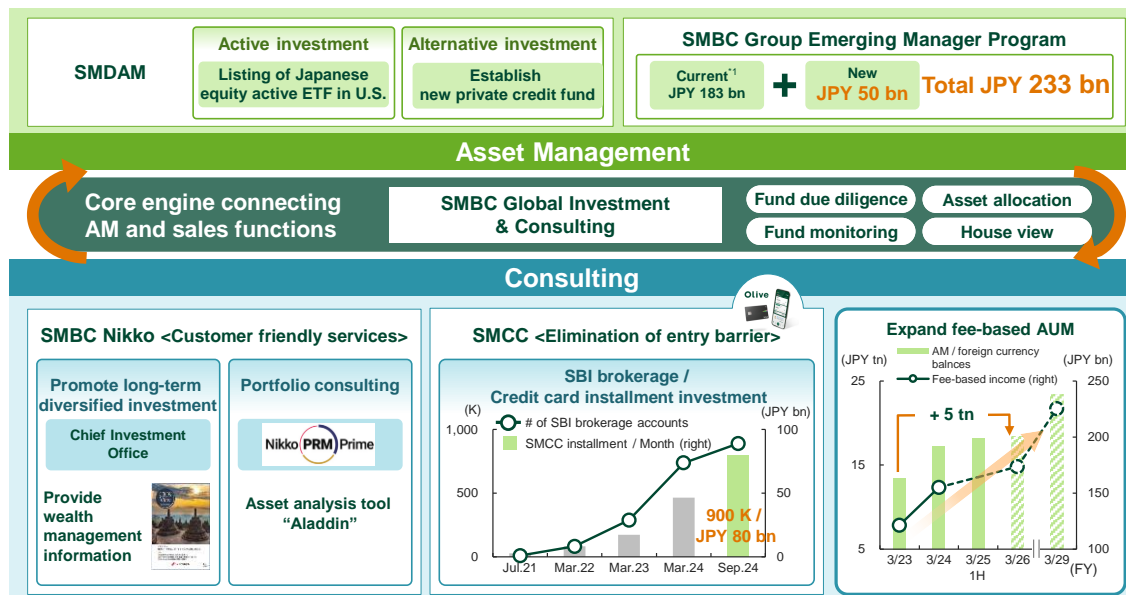 SMDAM
Active investment
Listing of Japanese
equity active ETF in U.S.
Alternative investment
Establish
new private credit fund
SMBC Group Emerging Manager Program
Current*1
JPY 183 bn
+
New
JPY 50 bn
Total JPY 233 bn
Asset Management
Core engine connecting
AM and sales functions
SMBC Global Investment
& Consulting
Fund due diligence
Asset allocation
Fund monitoring
House view
Consulting
Olive
SMBC Nikko <Customer friendly services>
Promote long-term
diversified investment
Chief Investment
Office
Provide
wealth
management
information
Portfolio consulting
Nikko PRM Prime
Asset analysis tool
“Aladdin”
SMCC <Elimination of entry barrier>
SBI brokerage /
Credit card installment investment
(K)
(JPY bn)
# of SBI brokerage accounts
SMCC installment / Month (right)
1,000
500
0
100
50
0
900 K /
JPY 80 bn
Jul.21
Mar.22
Mar.23
Mar.24
Sep.24
Expand fee-based AUM
(JPY tn)
AM / foreign currency
balnces
Fee-based income (right)
(JPY bn)
25
15
5
250
200
150
100
+ 5 tn
3/23
3/24
3/25
1H
3/26
3/29
(FY)